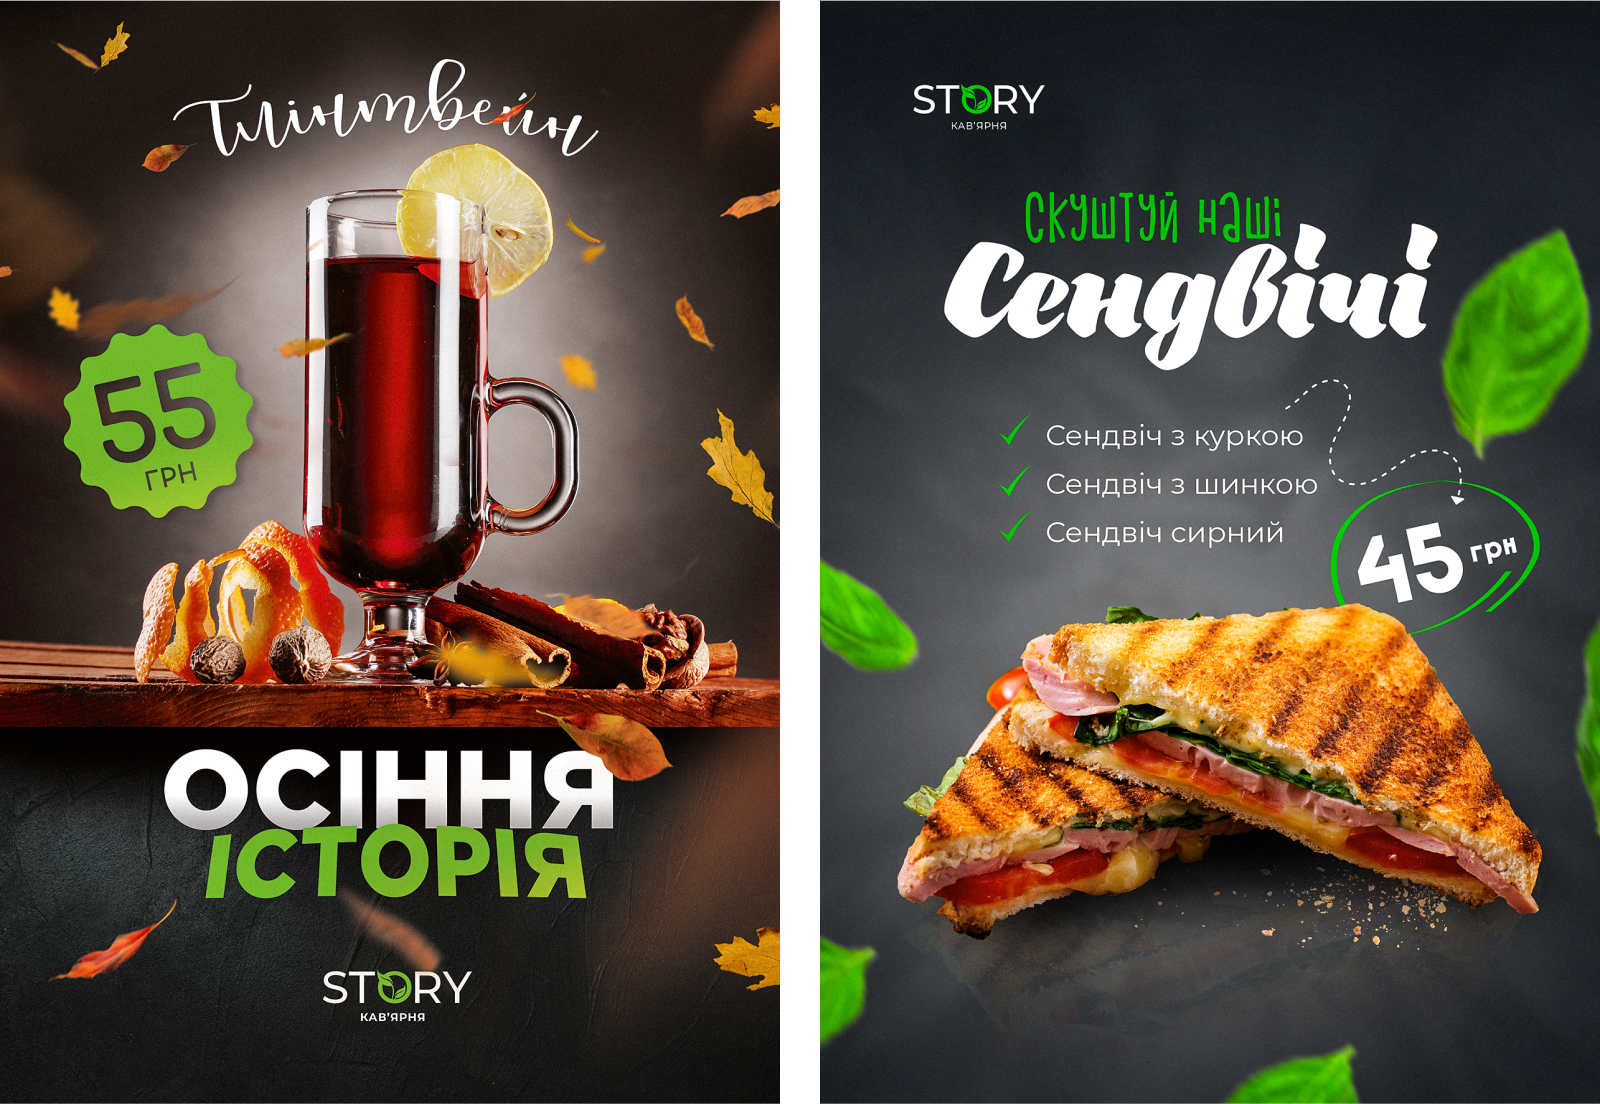 Глінтвейн
55
ГРН
ОСІННЯ
ІСТОРІЯ
STORY
КАВ'ЯРНЯ
STORY
КАВ'ЯРНЯ
Скуштуй наші
Сендвічі
Сендвіч з куркою
Сендвіч з шинкою
Сендвіч сирний
45 грн